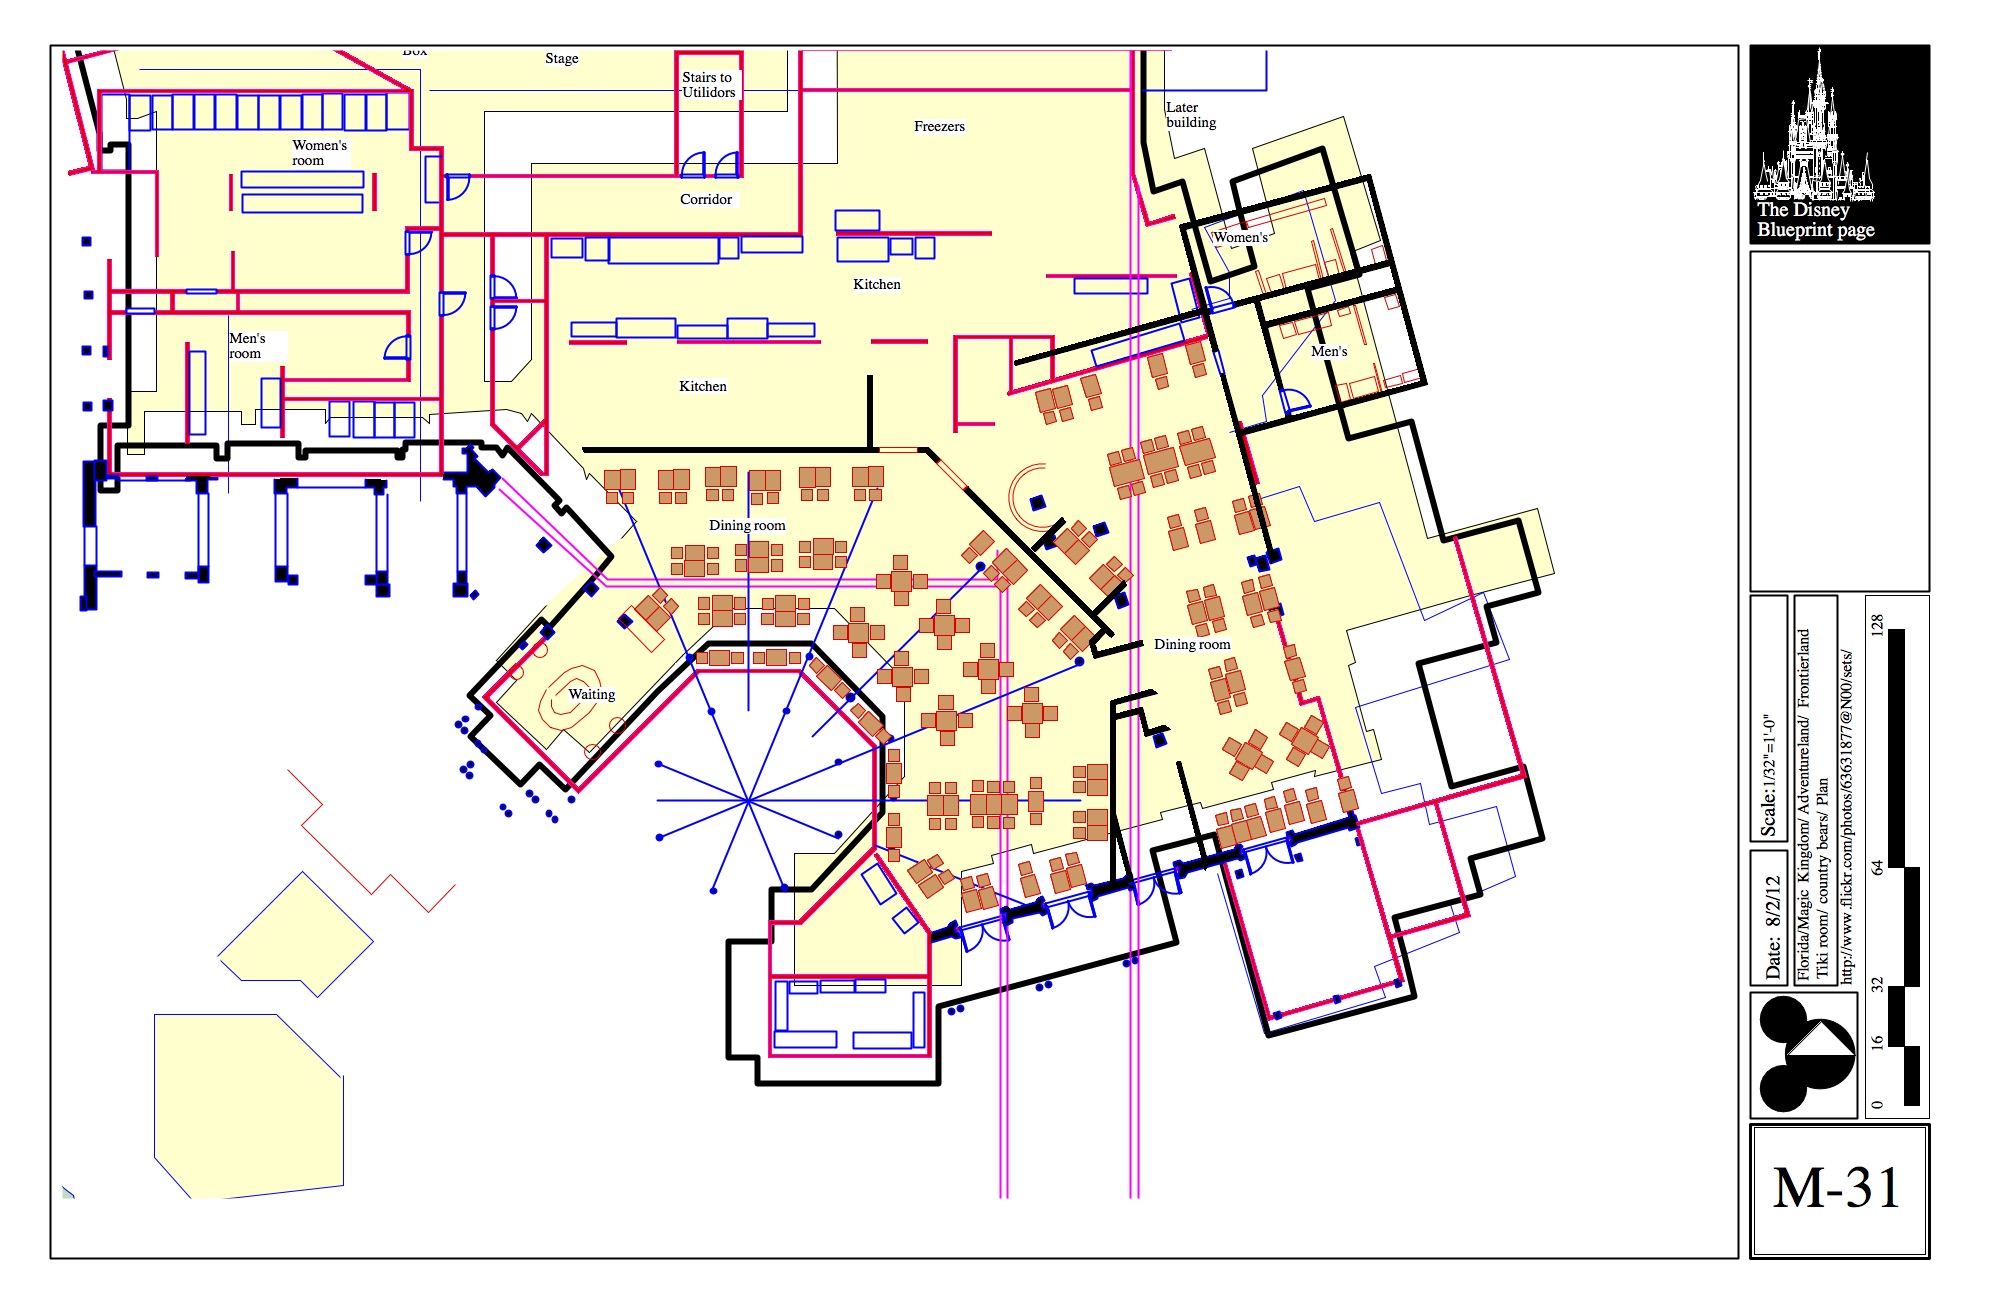 Box
Stage
Stairs to
Utilidors
Freezers
Later
building
Women's
room
Corridor
Women's
Kitchen
Men's
room
Men's
Kitchen
Dining room
Dining room
Waiting
The Disney
Blueprint page
Scale:1/32"=1'-0"
Date: 8/2/12
Florida/Magic Kingdom/ Adventureland/ Frontierland
Tiki room/ country bears/ Plan
http://www.flickr.com/photos/63631877@N00/sets/
128
64
32
16
0
M-31